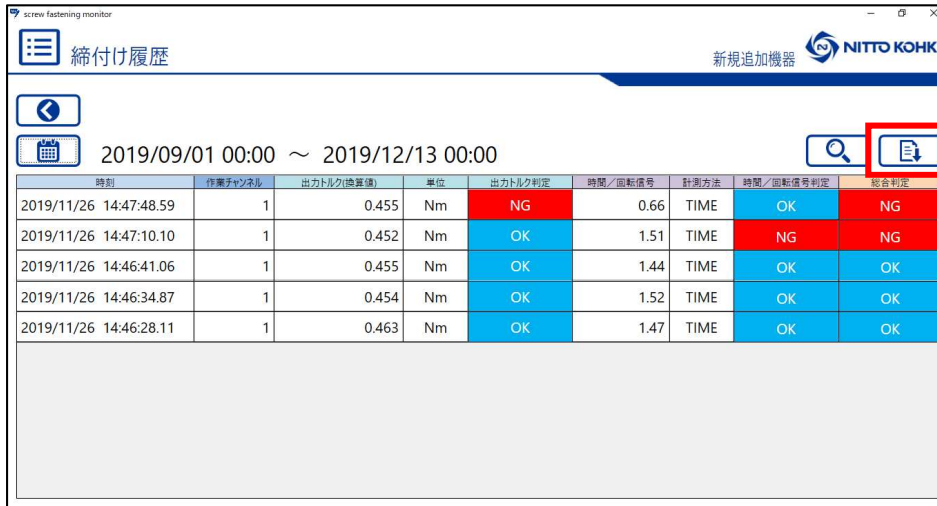 screw fastening monitor
締付け履歴
新規追加機器
NITTO KOHK
2019/09/01 00:00 ～ 2019/12/13 00:00
時刻 作業チャンネル 出力トルク(換算値) 単位 出力トルク判定 時間／回転信号 計測方法 時間／回転信号判定 総合判定
2019/11/26 14:47:48.59 1 0.455 Nm NG 0.66 TIME OK NG
2019/11/26 14:47:10.10 1 0.452 Nm OK 1.51 TIME NG NG
2019/11/26 14:46:41.06 1 0.455 Nm OK 1.44 TIME OK OK
2019/11/26 14:46:34.87 1 0.454 Nm OK 1.52 TIME OK OK
2019/11/26 14:46:28.11 1 0.463 Nm OK 1.47 TIME OK OK